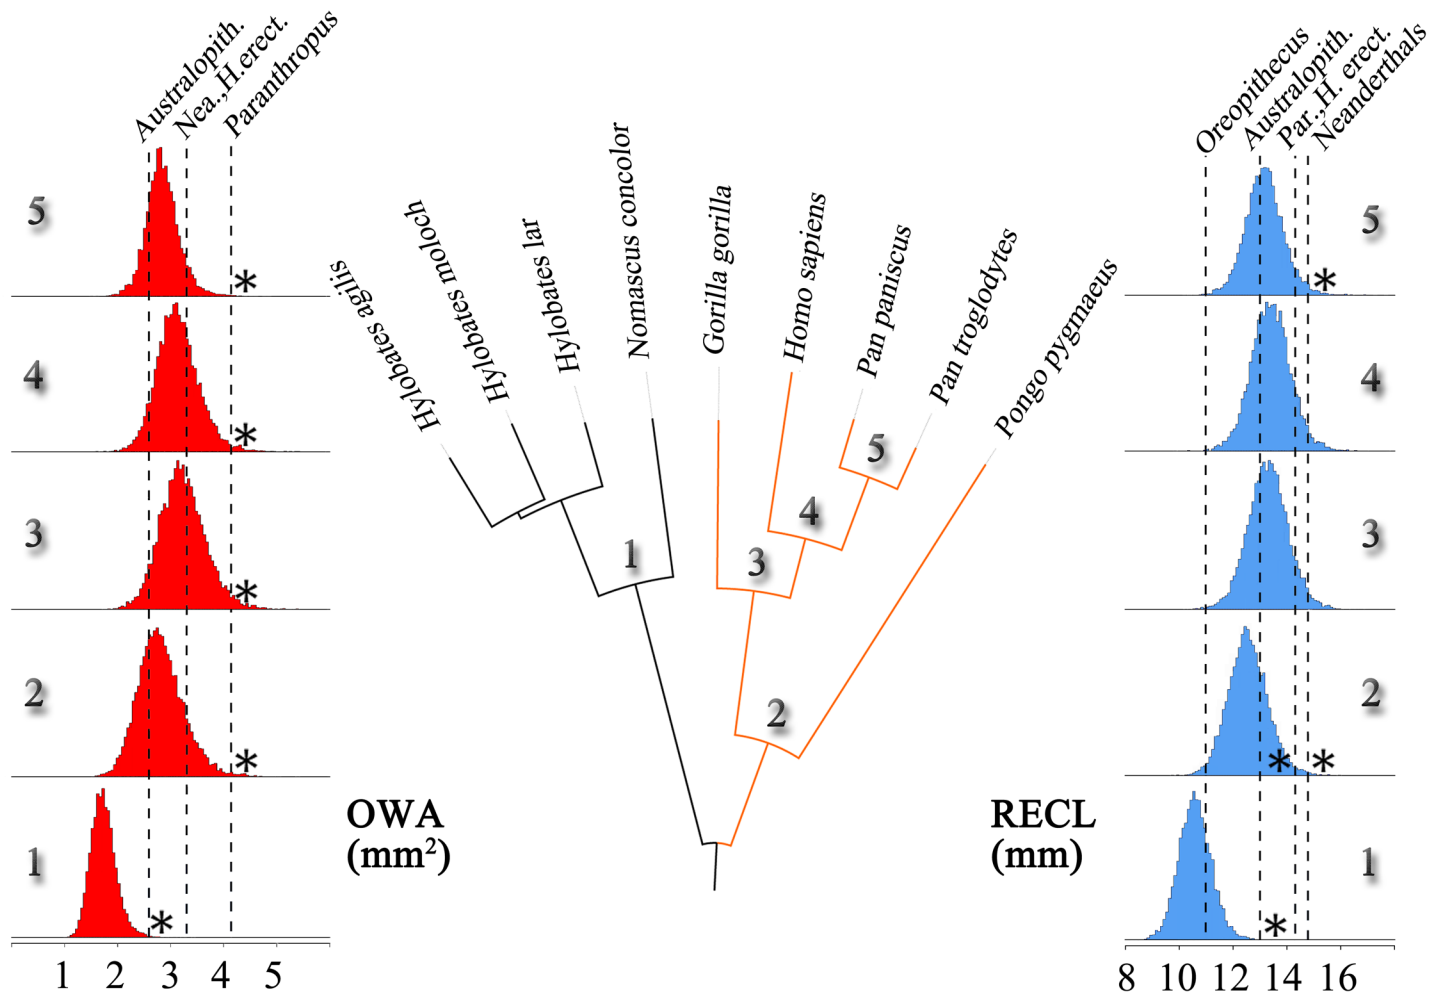 Australopith.
Nea.,H.erect.
Paranthropus
Oreopithecus
Australopith.
Par.,H. erect.
Neanderthals
Hylobates agilis
Hylobates moloch
Hylobates lar
Nomascus concolor
Gorilla gorilla
Homo sapiens
Pan paniscus
Pan troglodytes
Pongo pygmaeus
5
*
4
*
3
*
2
*
1
*
1 2 3 4 5
OWA
(mm²)
5
4
3
1
2
RECL
(mm)
5
*
4
3
2
* *
1
*
8 10 12 14 16